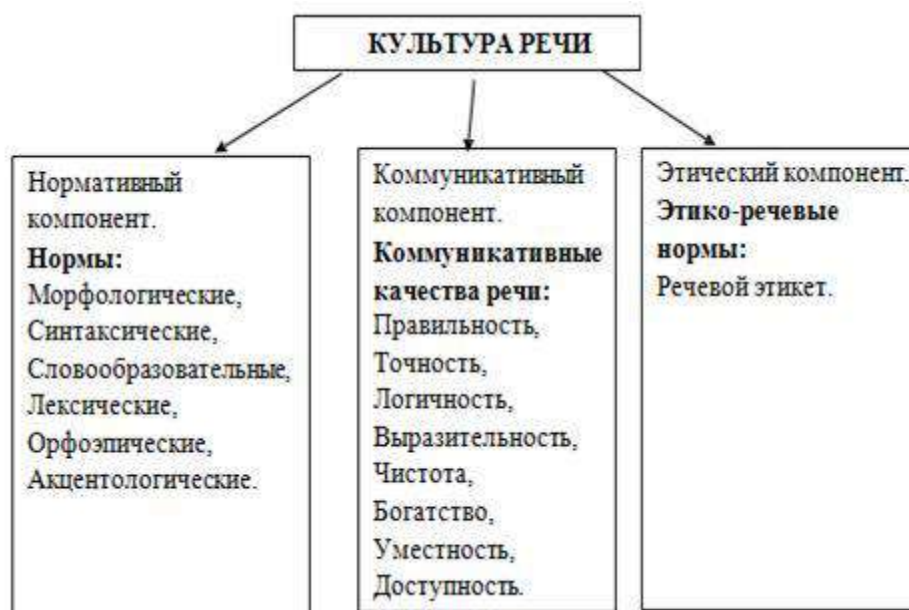 КУЛЬТУРА РЕЧИ
Нормативный
компонент.
Нормы:
Морфологические,
Синтаксические,
Словообразовательные,
Лексические,
Орфоэпические,
Акцентологические.
Коммуникативный
компонент.
Коммуникативные
качества речи:
Правильность,
Точность,
Логичность,
Выразительность,
Чистота,
Богатство,
Уместность,
Доступность.
Этический компонент.
Этико-речевые
нормы:
Речевой этикет.